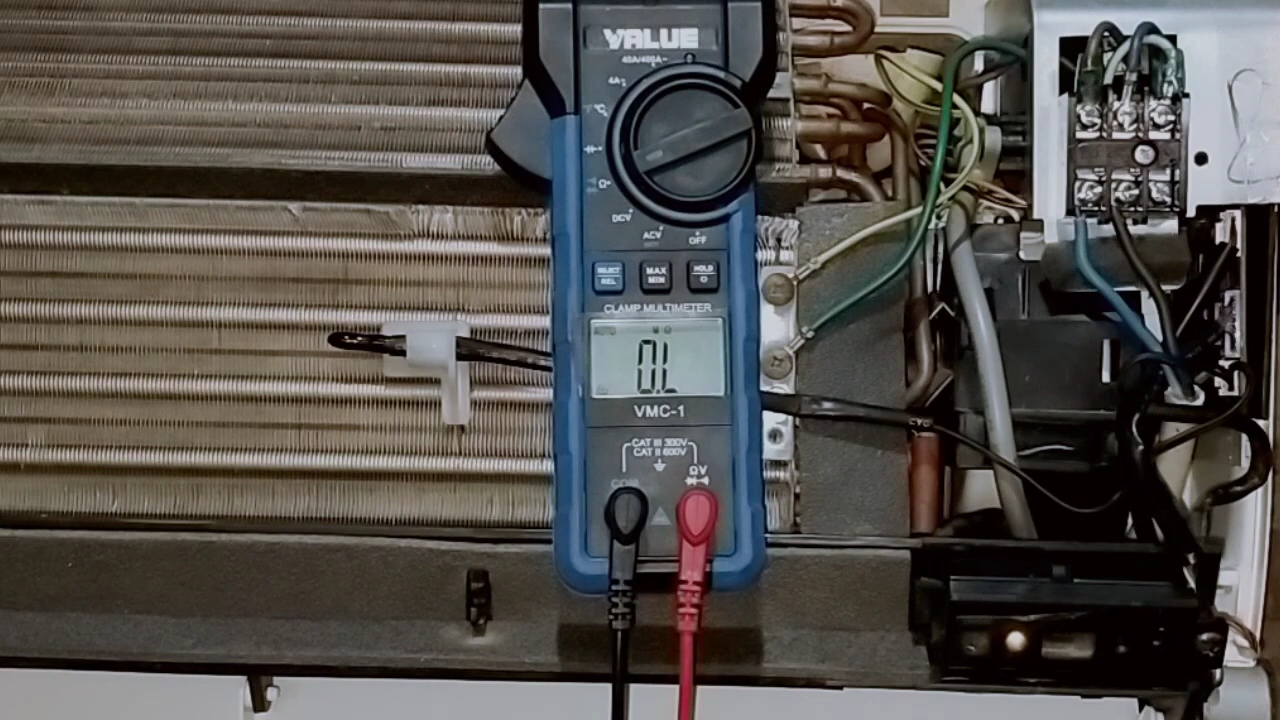 VALUE
40A/400A~
4A
°C
Ω
DCV
ACV
OFF
SELECT
REL
MAX
MIN
HOLD
CLAMP MULTIMETER
AUTO
O.L
VMC-1
CAT III 300V
CAT II 600V
ΩV
COM